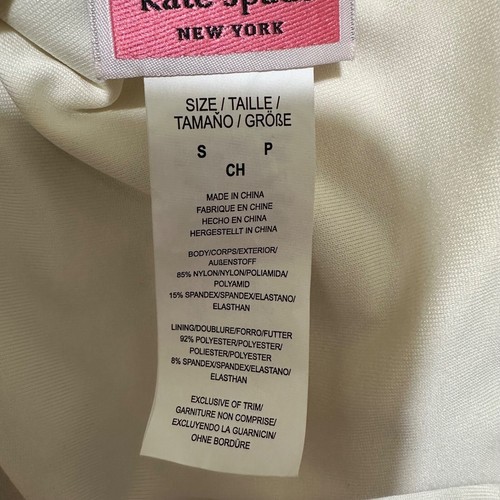 kate spade
NEW YORK
SIZE / TAILLE /
TAMAÑO / GRÖßE
S P
CH
MADE IN CHINA
FABRIQUE EN CHINE
HECHO EN CHINA
HERGESTELLT IN CHINA
BODY/CORPS/EXTERIOR/
AUßENSTOFF
85% NYLON/NYLON/POLIAMIDA/
POLYAMID
15% SPANDEX/SPANDEX/ELASTANO/
ELASTHAN
LINING/DOUBLURE/FORRO/FUTTER
92% POLYESTER/POLYESTER/
POLIESTER/POLYESTER
8% SPANDEX/SPANDEX/ELASTANO/
ELASTHAN
EXCLUSIVE OF TRIM/
GARNITURE NON COMPRISE/
EXCLUYENDO LA GUARNICIN/
OHNE BORDÜRE